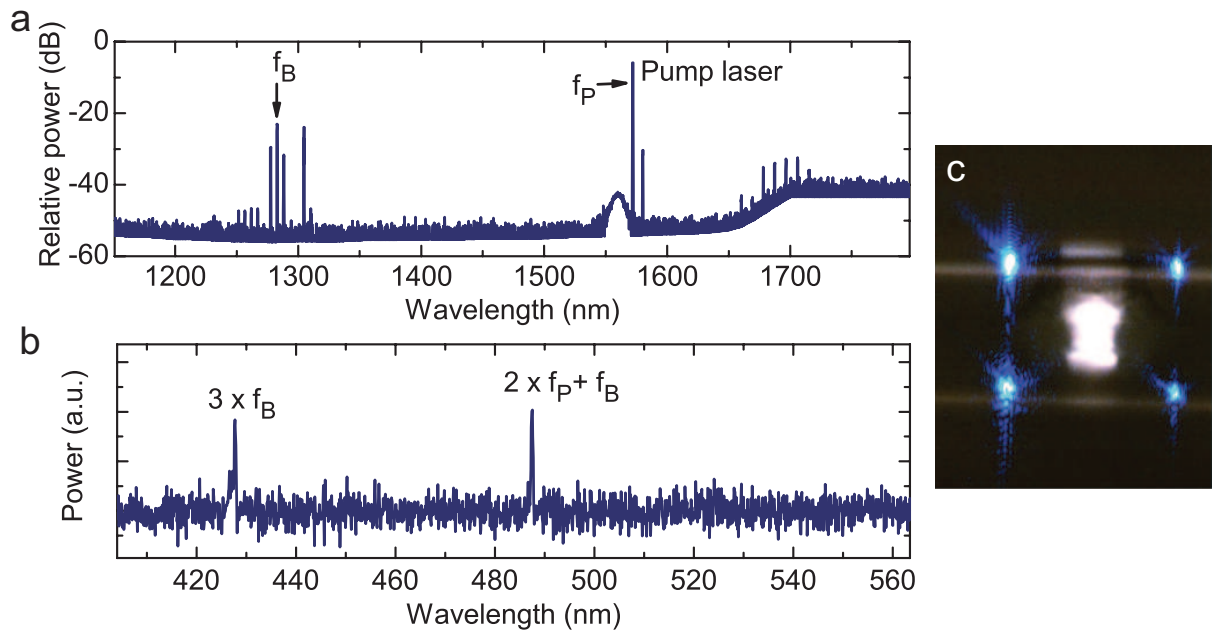 a
Relative power (dB)
0
-20
-40
-60
f_B
f_P
Pump laser
1200 1300 1400 1500 1600 1700
Wavelength (nm)
b
Power (a.u.)
3 x f_B
2 x f_P+ f_B
420 440 460 480 500 520 540 560
Wavelength (nm)
c